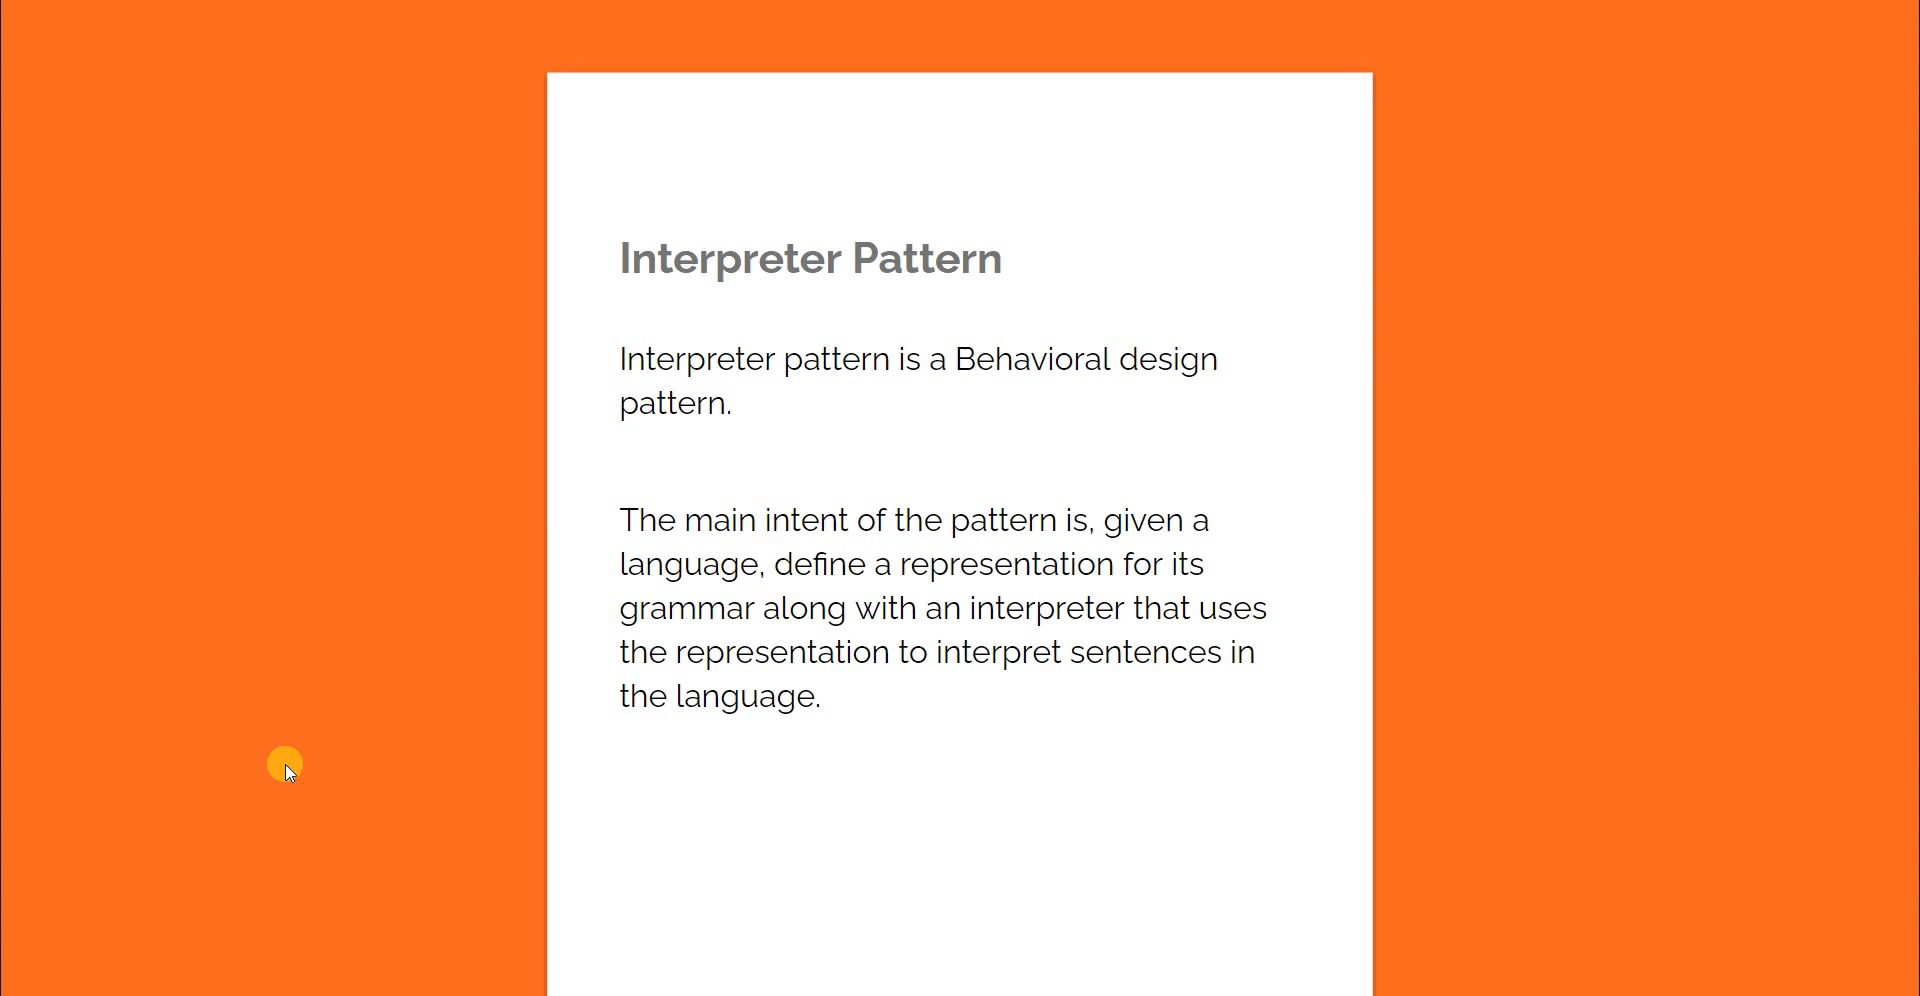 Interpreter Pattern
Interpreter pattern is a Behavioral design
pattern.
The main intent of the pattern is, given a
language, define a representation for its
grammar along with an interpreter that uses
the representation to interpret sentences in
the language.